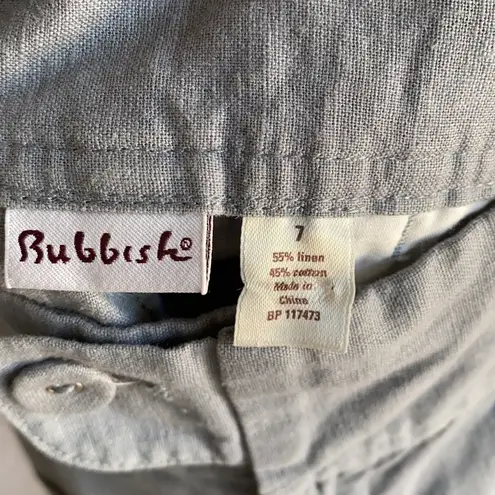 Rubbish®
7
55% linen
45% cotton
Made in
China
BP 117473